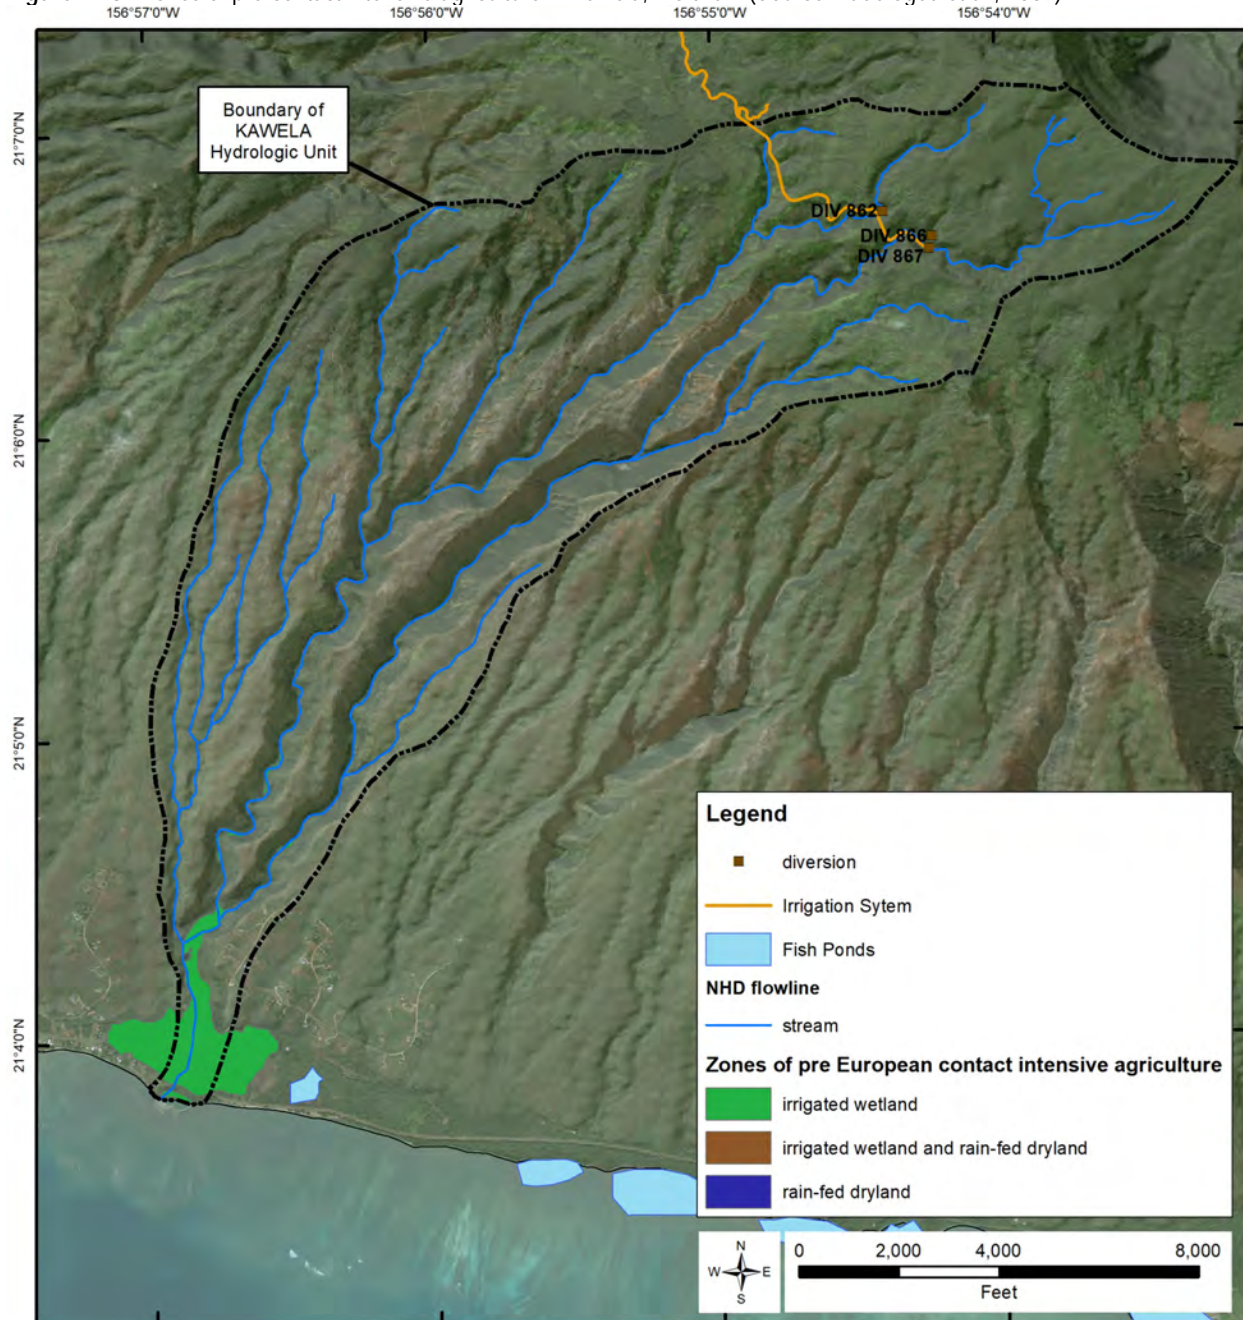 156°57'0"W 156°56'0"W 156°55'0"W 156°54'0"W
Boundary of
KAWELA
Hydrologic Unit
21°7'0"N
DIV 862
DIV 866
DIV 867
21°6'0"N
21°5'0"N
21°4'0"N
Legend
diversion
Irrigation Sytem
Fish Ponds
NHD flowline
stream
Zones of pre European contact intensive agriculture
irrigated wetland
irrigated wetland and rain-fed dryland
rain-fed dryland
N
W E
S
0 2,000 4,000 8,000
Feet